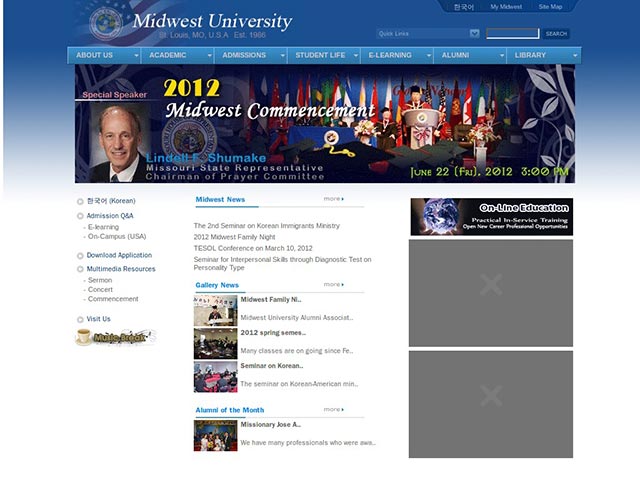 한국어
My Midwest
Site Map
Midwest University
St. Louis, MO, U.S.A   Est. 1986
Quick Links
SEARCH
ABOUT US
ACADEMIC
ADMISSIONS
STUDENT LIFE
E-LEARNING
ALUMNI
LIBRARY
Special Speaker
2012
Midwest Commencement
Lindell F. Shumake
Missouri State Representative
Chairman of Prayer Committee
June 22 (Fri), 2012  3:00 PM
한국어 (Korean)
Admission Q&A
- E-learning
- On-Campus (USA)
Download Application
Multimedia Resources
- Sermon
- Concert
- Commencement
Visit Us
Music Break
Midwest News
more
The 2nd Seminar on Korean Immigrants Ministry
2012 Midwest Family Night
TESOL Conference on March 10, 2012
Seminar for Interpersonal Skills through Diagnostic Test on
Personality Type
Gallery News
more
Midwest Family Ni..
Midwest University Alumni Associat..
2012 spring semes..
Many classes are on going since Fe..
Seminar on Korean..
The seminar on Korean-American min..
Alumni of the Month
more
Missionary Jose A..
We have many professionals who were awa..
On-Line Education
Practical In-Service Training
Open New Career Professional Opportunities